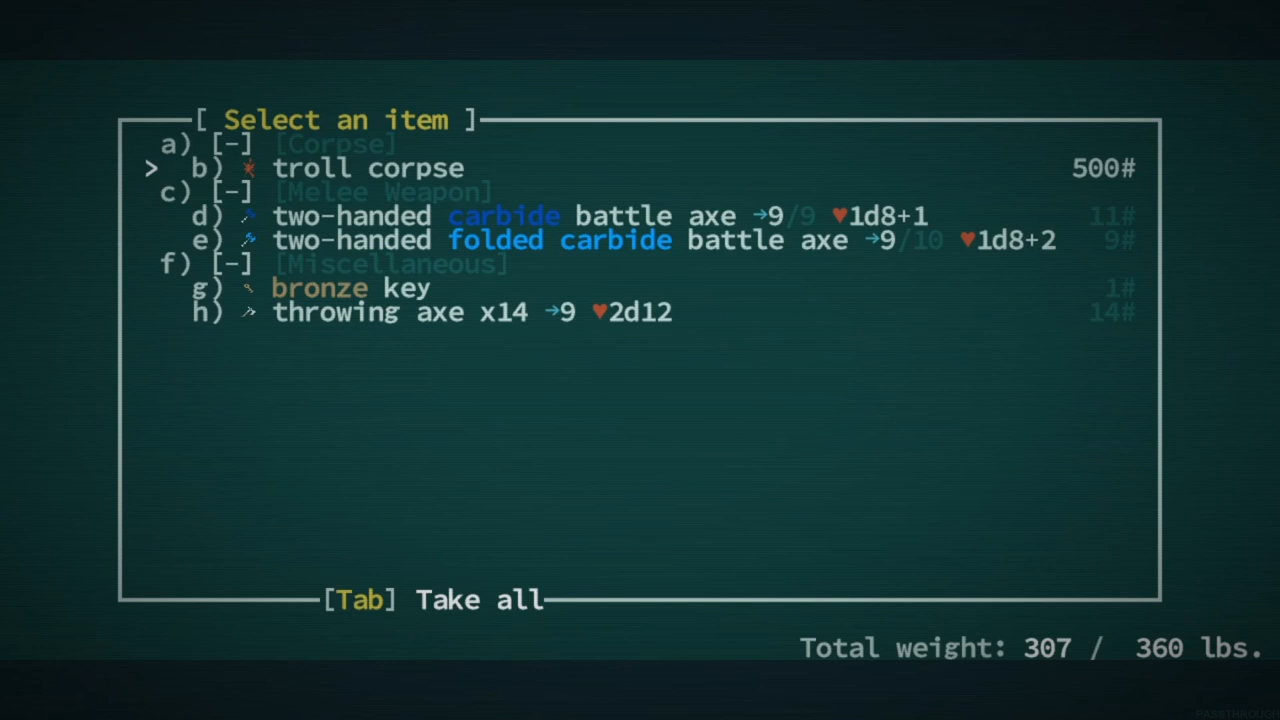 [ Select an item ]
a) [-] [Corpse]
> b) troll corpse 500#
c) [-] [Melee Weapon]
d) two-handed carbide battle axe →9/9 ♥1d8+1 11#
e) two-handed folded carbide battle axe →9/10 ♥1d8+2 9#
f) [-] [Miscellaneous]
g) bronze key 1#
h) throwing axe x14 →9 ♥2d12 14#
[Tab] Take all
Total weight: 307 / 360 lbs.